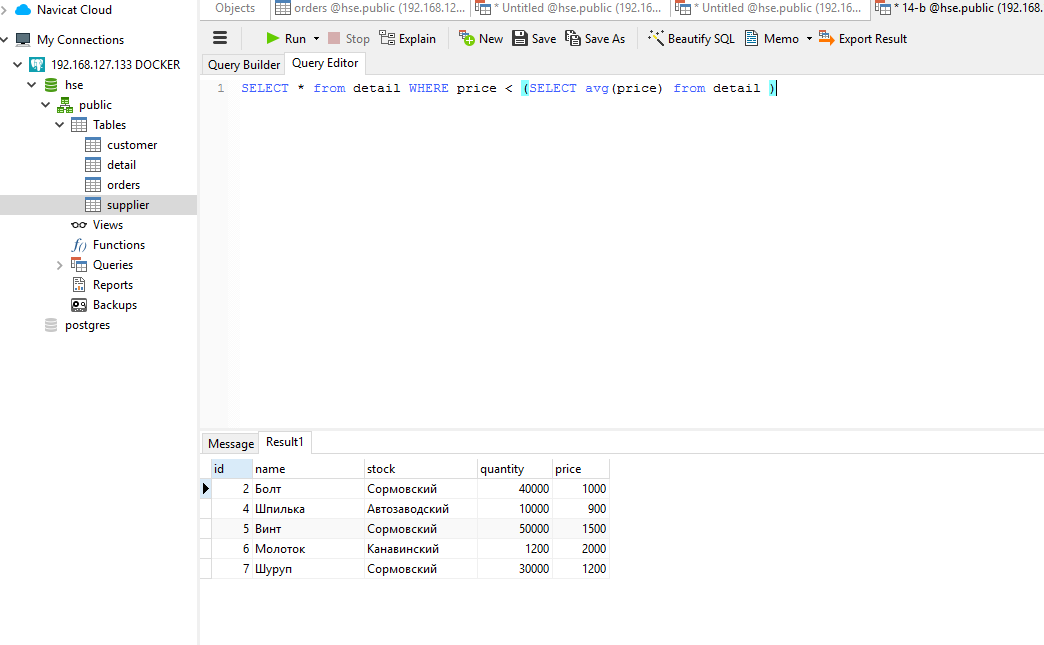 Navicat Cloud
My Connections
192.168.127.133 DOCKER
hse
public
Tables
customer
detail
orders
supplier
Views
Functions
Queries
Reports
Backups
postgres
Objects
orders @hse.public (192.168.12...
* Untitled @hse.public (192.16...
* Untitled @hse.public (192.16...
* 14-b @hse.public (192.168.
Run
Stop
Explain
New
Save
Save As
Beautify SQL
Memo
Export Result
Query Builder
Query Editor
1 SELECT * from detail WHERE price < (SELECT avg(price) from detail )
Message
Result1
id name stock quantity price
2 Болт Сормовский 40000 1000
4 Шпилька Автозаводский 10000 900
5 Винт Сормовский 50000 1500
6 Молоток Канавинский 1200 2000
7 Шуруп Сормовский 30000 1200